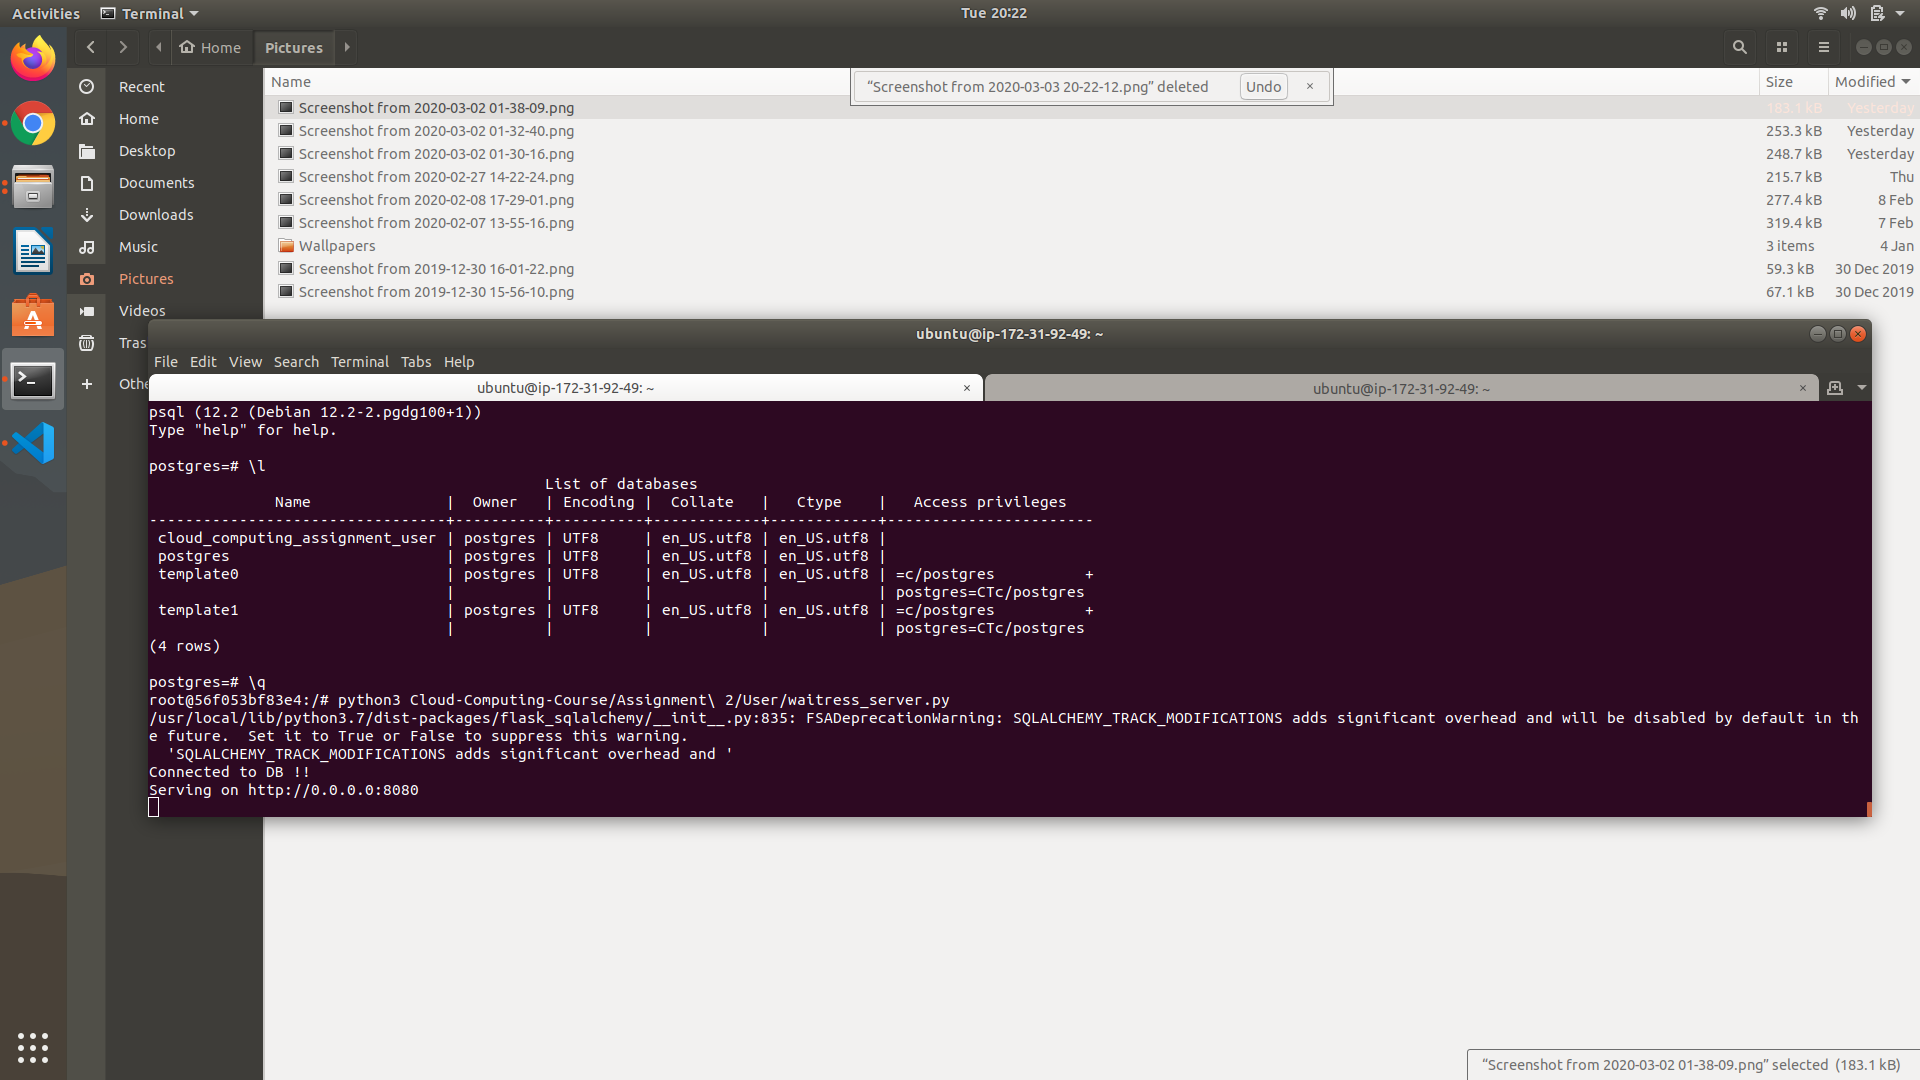 Activities
Terminal
Tue 20:22
Home
Pictures
Recent
Home
Desktop
Documents
Downloads
Music
Pictures
Videos
Tras
Othe
Name
Size
Modified
“Screenshot from 2020-03-03 20-22-12.png” deleted
Undo
Screenshot from 2020-03-02 01-38-09.png 183.1 kB Yesterday
Screenshot from 2020-03-02 01-32-40.png 253.3 kB Yesterday
Screenshot from 2020-03-02 01-30-16.png 248.7 kB Yesterday
Screenshot from 2020-02-27 14-22-24.png 215.7 kB Thu
Screenshot from 2020-02-08 17-29-01.png 277.4 kB 8 Feb
Screenshot from 2020-02-07 13-55-16.png 319.4 kB 7 Feb
Wallpapers 3 items 4 Jan
Screenshot from 2019-12-30 16-01-22.png 59.3 kB 30 Dec 2019
Screenshot from 2019-12-30 15-56-10.png 67.1 kB 30 Dec 2019
ubuntu@ip-172-31-92-49: ~
File Edit View Search Terminal Tabs Help
ubuntu@ip-172-31-92-49: ~
ubuntu@ip-172-31-92-49: ~
psql (12.2 (Debian 12.2-2.pgdg100+1))
Type "help" for help.
postgres=# \l
List of databases
Name | Owner | Encoding | Collate | Ctype | Access privileges
---------------------------------+----------+----------+------------+------------+-----------------------
cloud_computing_assignment_user | postgres | UTF8 | en_US.utf8 | en_US.utf8 |
postgres | postgres | UTF8 | en_US.utf8 | en_US.utf8 |
template0 | postgres | UTF8 | en_US.utf8 | en_US.utf8 | =c/postgres +
| | | | | postgres=CTc/postgres
template1 | postgres | UTF8 | en_US.utf8 | en_US.utf8 | =c/postgres +
| | | | | postgres=CTc/postgres
(4 rows)
postgres=# \q
root@56f053bf83e4:/# python3 Cloud-Computing-Course/Assignment\ 2/User/waitress_server.py
/usr/local/lib/python3.7/dist-packages/flask_sqlalchemy/__init__.py:835: FSADeprecationWarning: SQLALCHEMY_TRACK_MODIFICATIONS adds significant overhead and will be disabled by default in th
e future.  Set it to True or False to suppress this warning.
'SQLALCHEMY_TRACK_MODIFICATIONS adds significant overhead and '
Connected to DB !!
Serving on http://0.0.0.0:8080
“Screenshot from 2020-03-02 01-38-09.png” selected (183.1 kB)